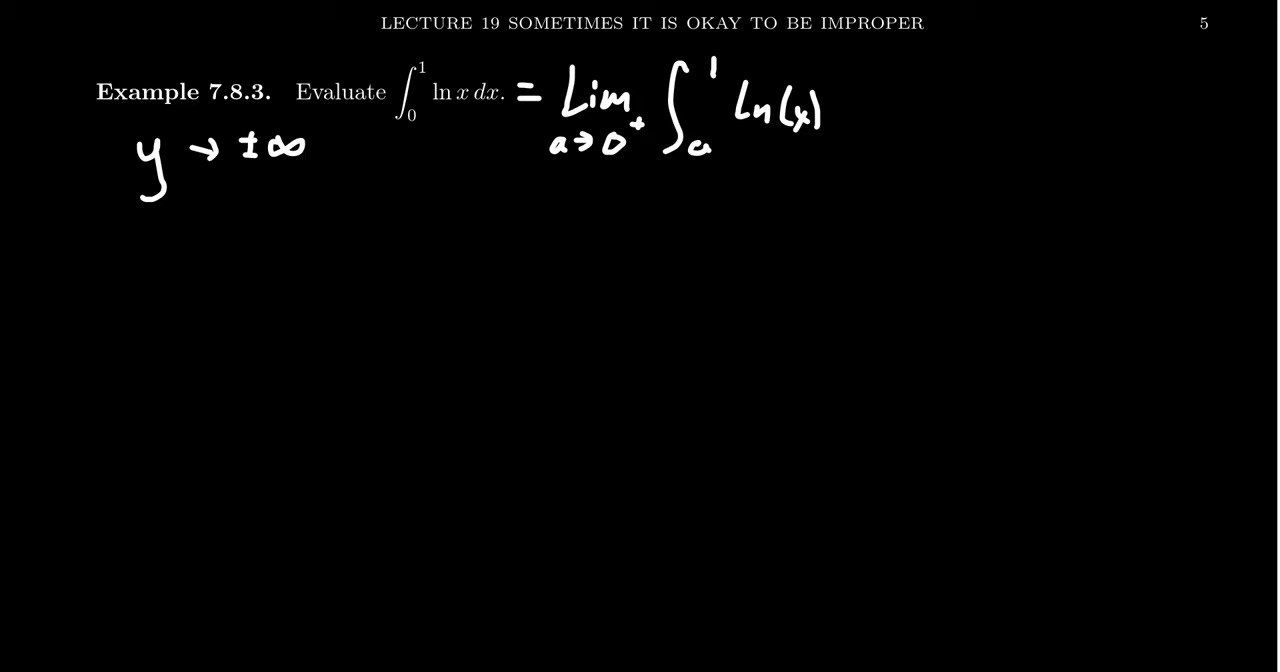 LECTURE 19 SOMETIMES IT IS OKAY TO BE IMPROPER 5
Example 7.8.3. Evaluate ∫₀¹ ln x dx. = Lim a→0⁺ ∫ₐ¹ Ln(x)
y → ±∞